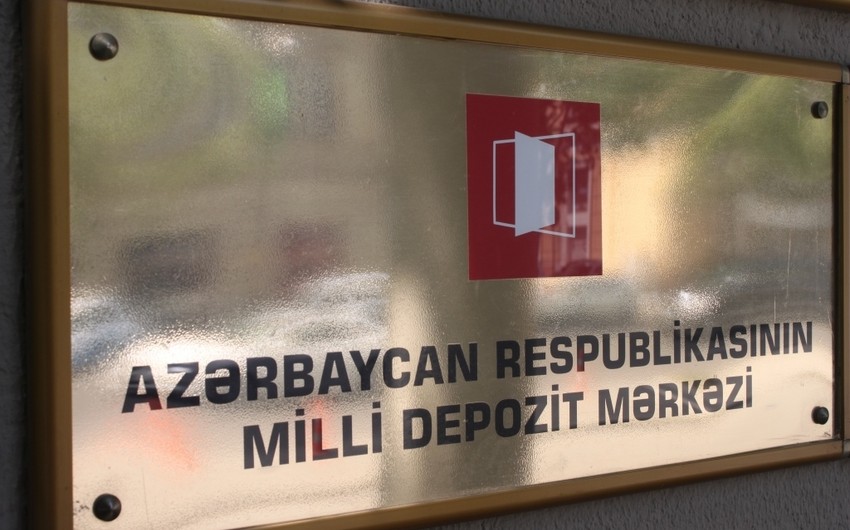 AZƏRBAYCAN RESPUBLİKASININ
MİLLİ DEPOZİT MƏRKƏZİ